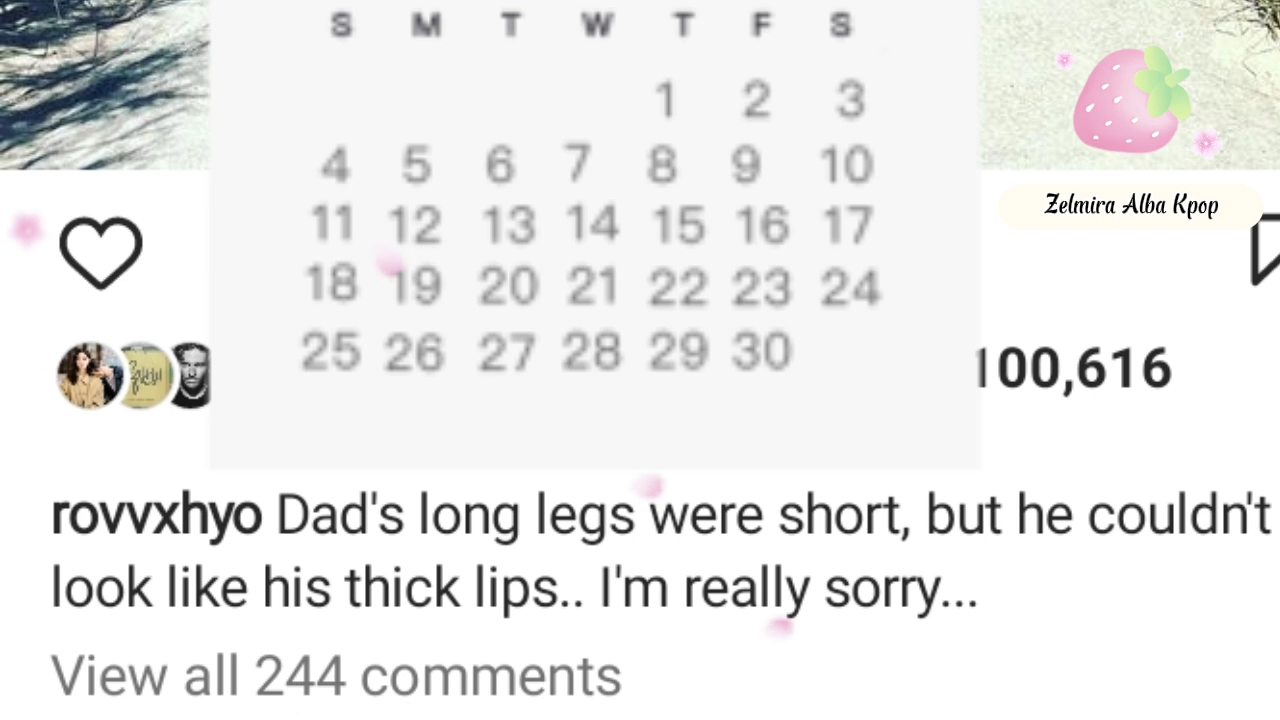 S M T W T F S
1 2 3
4 5 6 7 8 9 10
11 12 13 14 15 16 17
18 19 20 21 22 23 24
25 26 27 28 29 30
Zelmira Alba Kpop
100,616
rovvxhyo Dad's long legs were short, but he couldn't
look like his thick lips.. I'm really sorry...
View all 244 comments